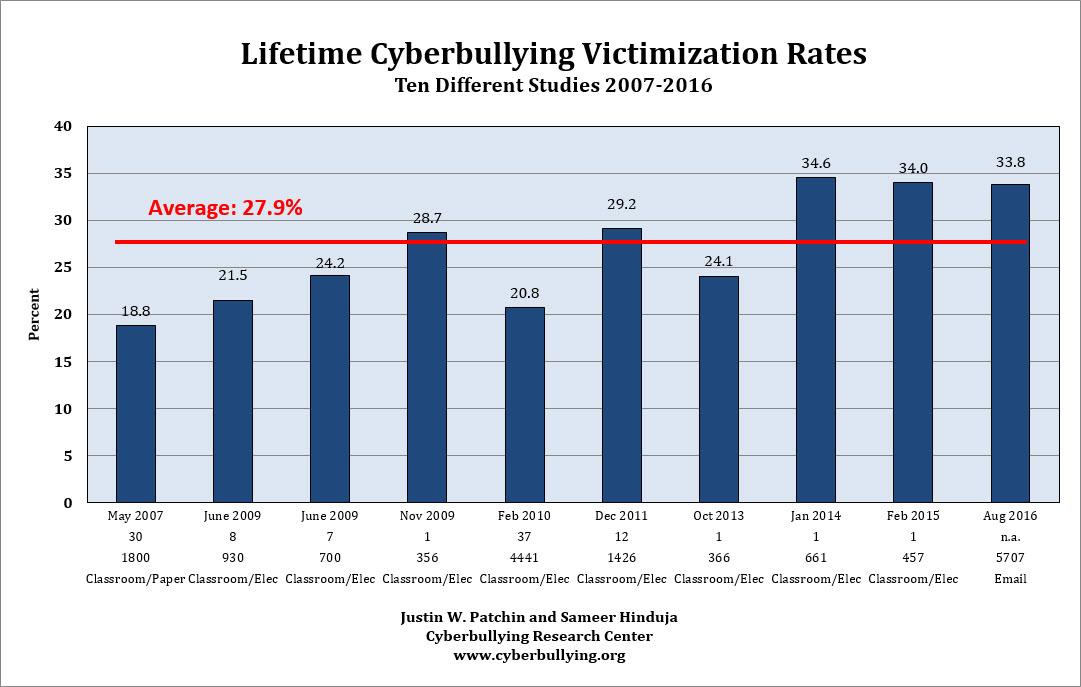 Lifetime Cyberbullying Victimization Rates
Ten Different Studies 2007-2016
40
35
30
25
20
15
10
5
0
Percent
Average: 27.9%
18.8
21.5
24.2
28.7
20.8
29.2
24.1
34.6
34.0
33.8
May 2007 June 2009 June 2009 Nov 2009 Feb 2010 Dec 2011 Oct 2013 Jan 2014 Feb 2015 Aug 2016
30 8 7 1 37 12 1 1 1 n.a.
1800 930 700 356 4441 1426 366 661 457 5707
Classroom/Paper Classroom/Elec Classroom/Elec Classroom/Elec Classroom/Elec Classroom/Elec Classroom/Elec Classroom/Elec Classroom/Elec Email
Justin W. Patchin and Sameer Hinduja
Cyberbullying Research Center
www.cyberbullying.org